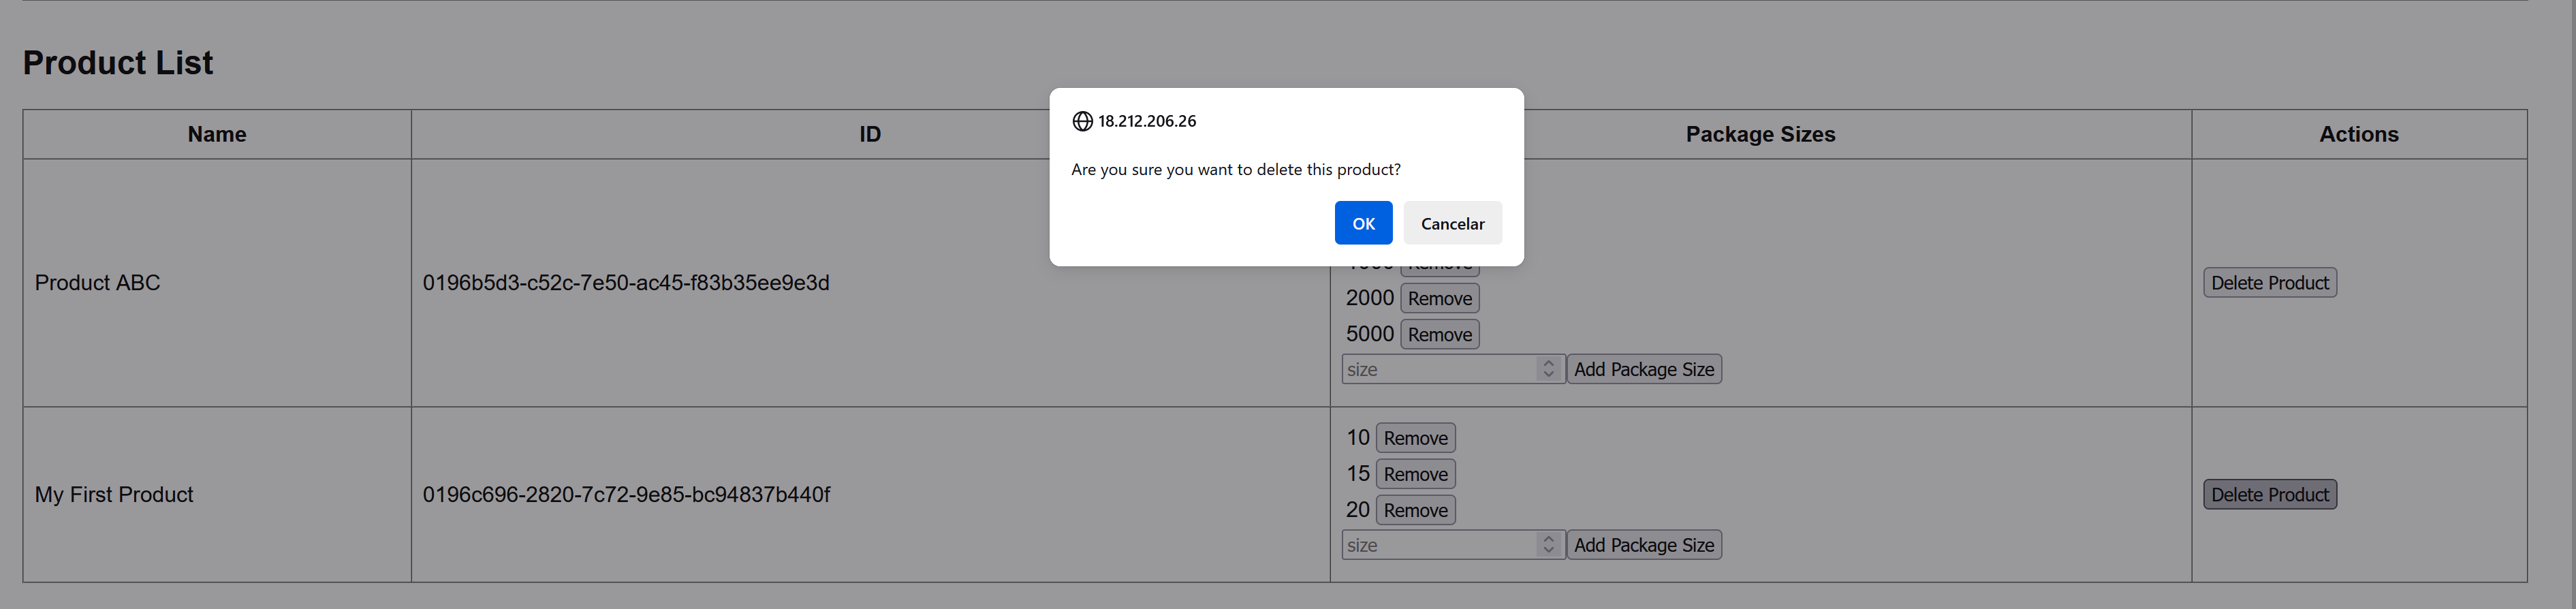 Product List
Name ID Package Sizes Actions
18.212.206.26
Are you sure you want to delete this product?
OK Cancelar
Product ABC 0196b5d3-c52c-7e50-ac45-f83b35ee9e3d Delete Product
2000 Remove
5000 Remove
size Add Package Size
My First Product 0196c696-2820-7c72-9e85-bc94837b440f Delete Product
10 Remove
15 Remove
20 Remove
size Add Package Size